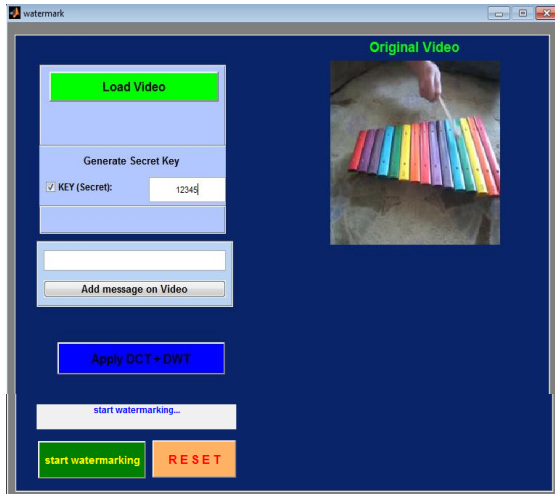 watermark
Original Video
Load Video
Generate Secret Key
KEY (Secret):
12345
Add message on Video
Apply DCT + DWT
start watermarking...
start watermarking
R E S E T